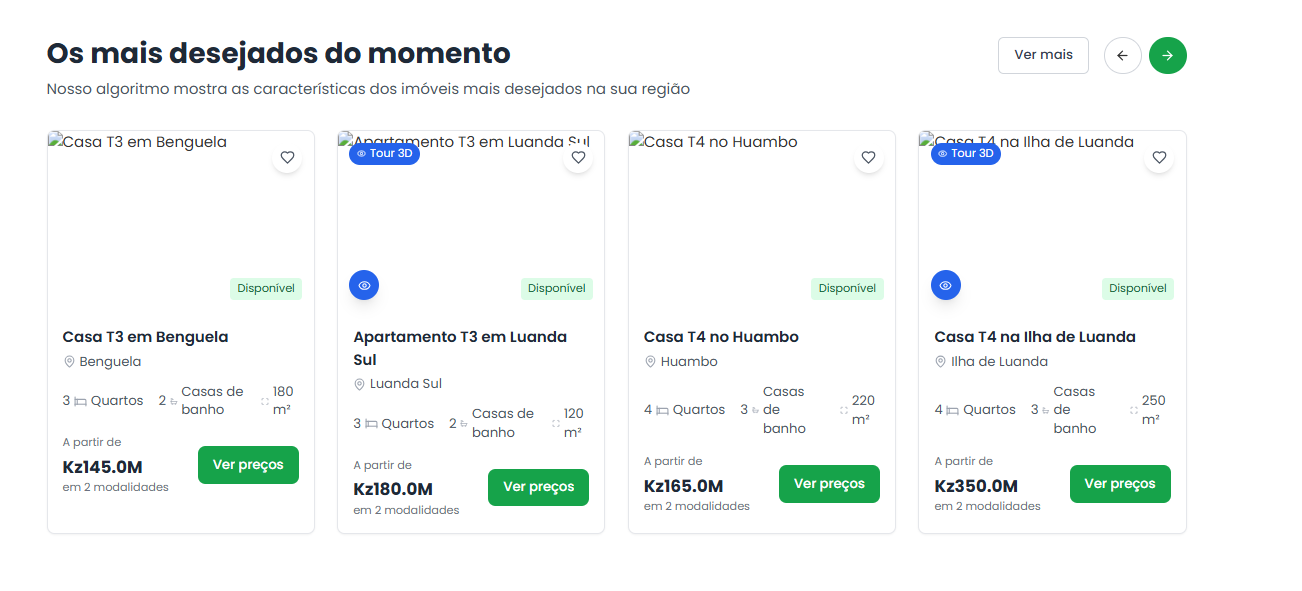 Os mais desejados do momento
Nosso algoritmo mostra as características dos imóveis mais desejados na sua região
Ver mais
Casa T3 em Benguela
Disponível
Casa T3 em Benguela
Benguela
3 Quartos 2 Casas de banho 180 m²
A partir de
Kz145.0M
em 2 modalidades
Ver preços
Apartamento T3 em Luanda Sul
Tour 3D
Disponível
Apartamento T3 em Luanda
Sul
Luanda Sul
3 Quartos 2 Casas de banho 120 m²
A partir de
Kz180.0M
em 2 modalidades
Ver preços
Casa T4 no Huambo
Disponível
Casa T4 no Huambo
Huambo
4 Quartos 3 Casas de banho 220 m²
A partir de
Kz165.0M
em 2 modalidades
Ver preços
Casa T4 na Ilha de Luanda
Tour 3D
Disponível
Casa T4 na Ilha de Luanda
Ilha de Luanda
4 Quartos 3 Casas de banho 250 m²
A partir de
Kz350.0M
em 2 modalidades
Ver preços